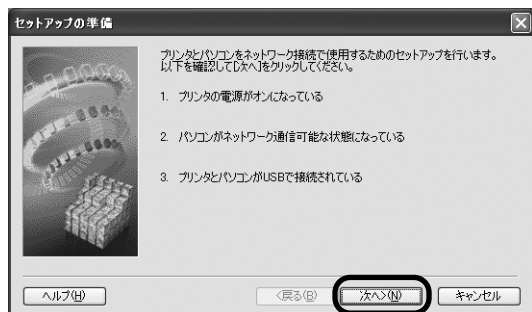 セットアップの準備
プリンタとパソコンをネットワーク接続で使用するためのセットアップを行います。
以下を確認して[次へ]をクリックしてください。
1. プリンタの電源がオンになっている
2. パソコンがネットワーク通信可能な状態になっている
3. プリンタとパソコンがUSBで接続されている
ヘルプ(H)
<戻る(B)
次へ>(N)
キャンセル